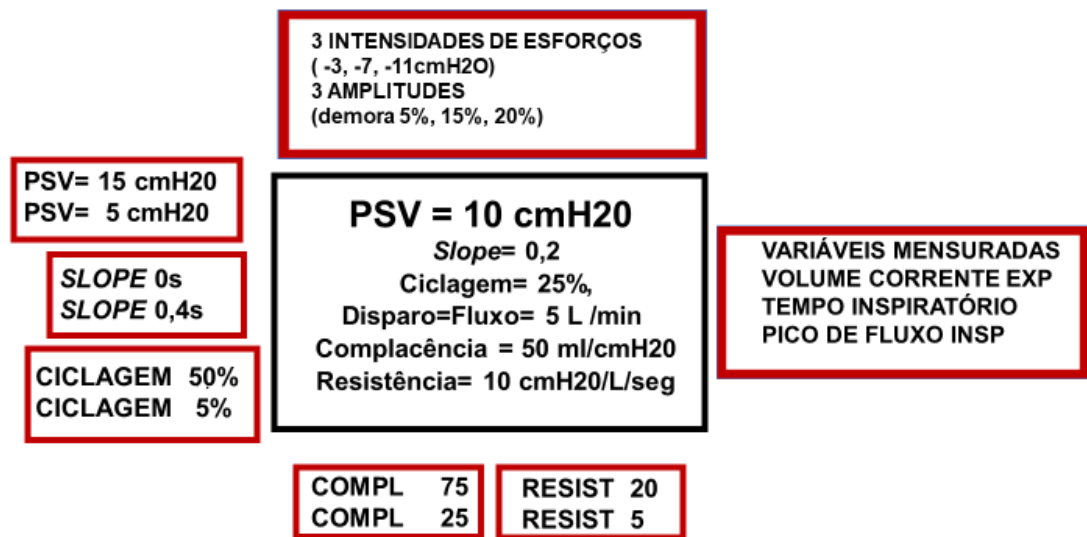 3 INTENSIDADES DE ESFORÇOS
( -3, -7, -11cmH2O)
3 AMPLITUDES
(demora 5%, 15%, 20%)
PSV= 15 cmH20
PSV= 5 cmH20
SLOPE 0s
SLOPE 0,4s
CICLAGEM 50%
CICLAGEM 5%
PSV = 10 cmH20
Slope= 0,2
Ciclagem= 25%,
Disparo=Fluxo= 5 L /min
Complacência = 50 ml/cmH20
Resistência= 10 cmH20/L/seg
VARIÁVEIS MENSURADAS
VOLUME CORRENTE EXP
TEMPO INSPIRATÓRIO
PICO DE FLUXO INSP
COMPL 75
COMPL 25
RESIST 20
RESIST 5